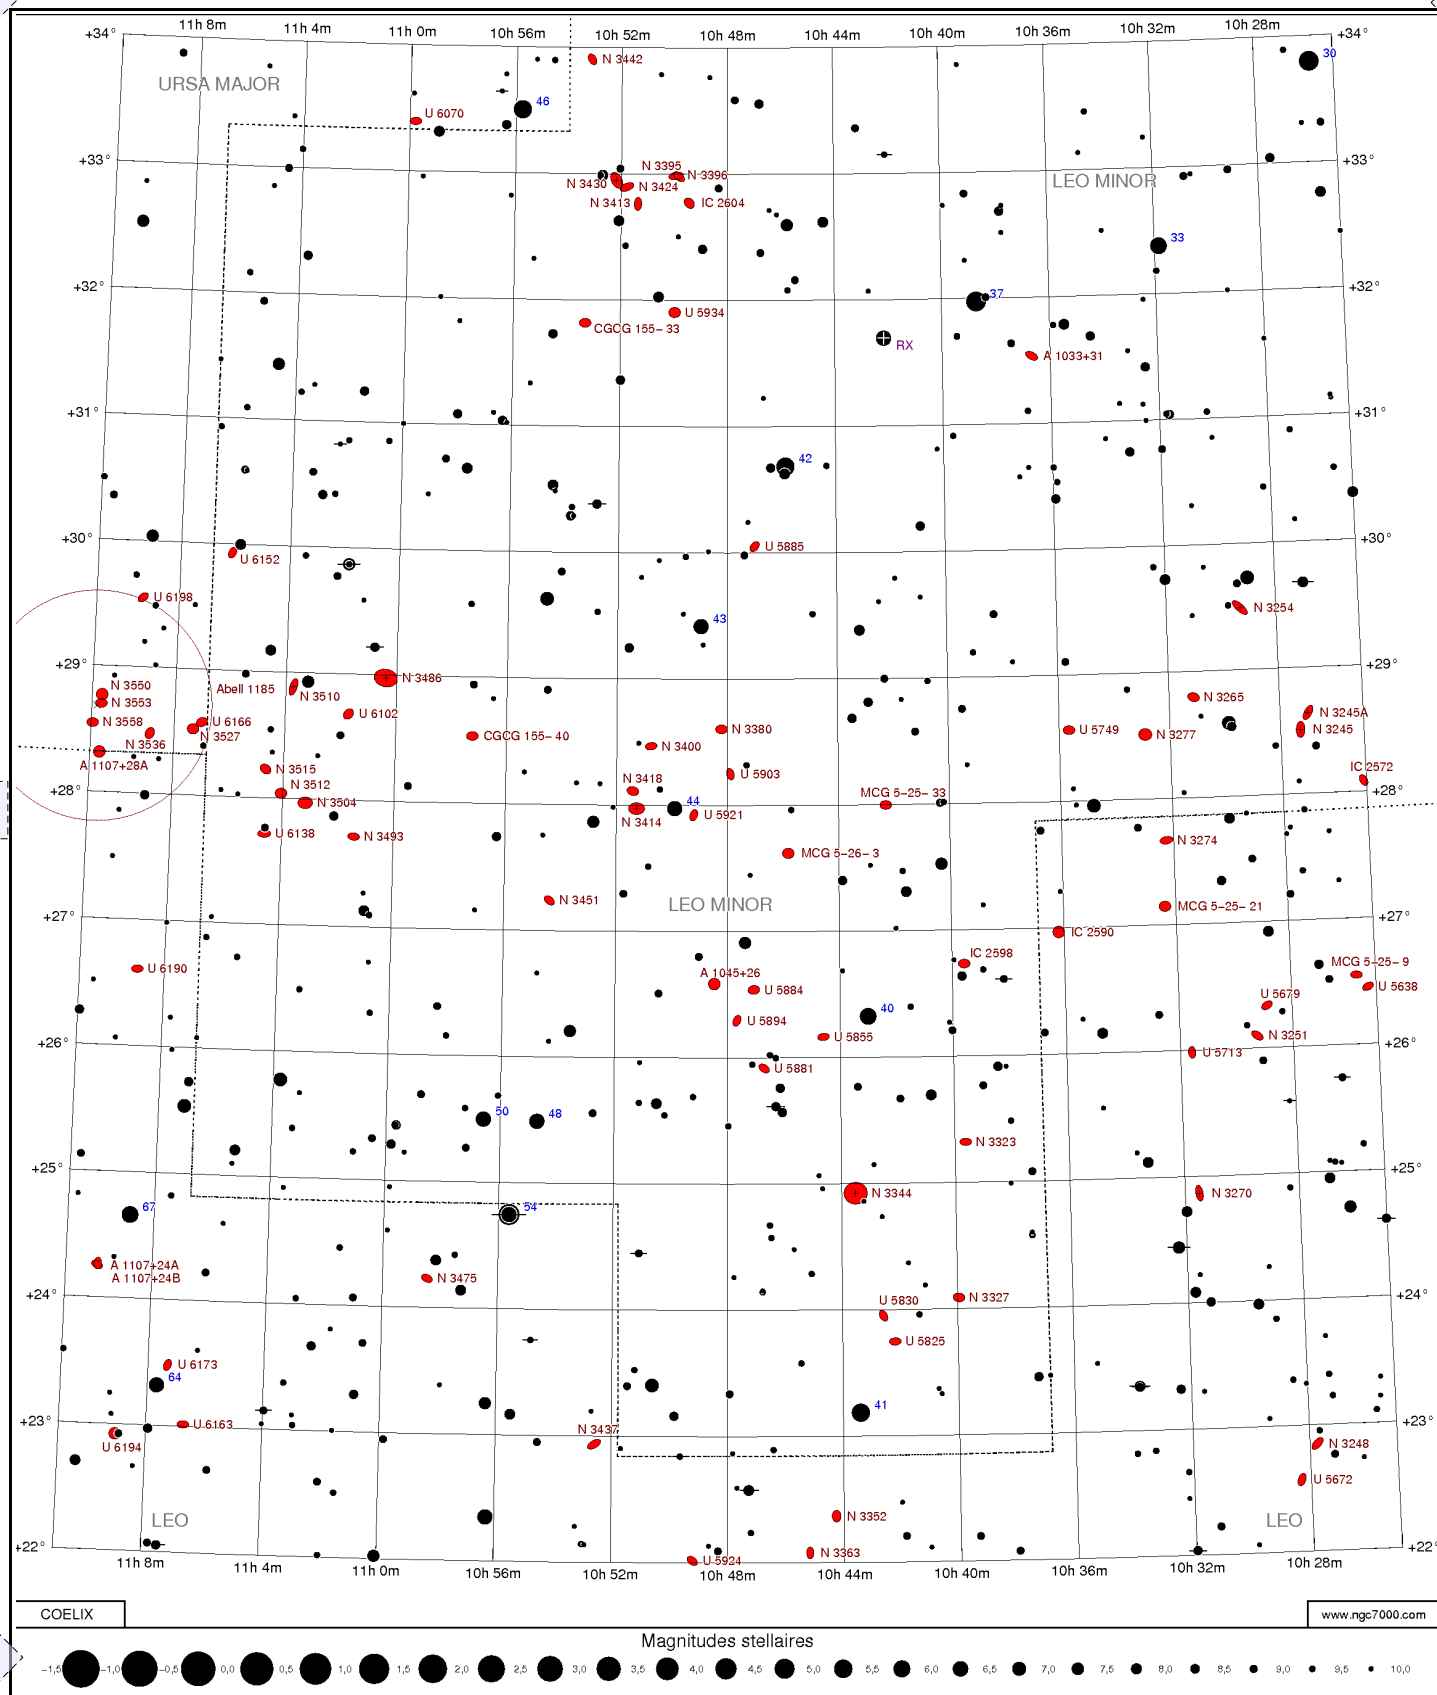 11h 8m 11h 4m 11h 0m 10h 56m 10h 52m 10h 48m 10h 44m 10h 40m 10h 36m 10h 32m 10h 28m
+34° +34°
30
N 3442
URSA MAJOR
46
U 6070
+33° +33°
N 3395
N 3396
N 3430
N 3424
LEO MINOR
N 3413
IC 2604
33
+32° +32°
37
U 5934
CGCG 155-33
RX
A 1033+31
+31° +31°
42
+30° +30°
U 5885
U 6152
U 6198
N 3254
43
+29° +29°
N 3486
N 3550
Abell 1185
N 3510
N 3265
N 3553
U 6102
N 3245A
N 3558
U 6166
N 3380
U 5749
N 3245
N 3527
CGCG 155-40
N 3277
N 3536
N 3400
A 1107+28A
IC 2572
N 3515
U 5903
N 3418
N 3512
+28° +28°
MCG 5-25-33
N 3504
44
N 3414
U 5921
U 6138
N 3493
N 3274
MCG 5-26-3
N 3451
LEO MINOR
MCG 5-25-21
+27° +27°
IC 2590
IC 2598
MCG 5-25-9
U 6190
A 1045+26
U 5884
U 5638
U 5679
40
U 5894
U 5855
N 3251
+26° +26°
U 5713
U 5881
50
48
N 3323
+25° +25°
N 3344
N 3270
67
54
A 1107+24A
A 1107+24B
N 3475
+24° +24°
N 3327
U 5830
U 5825
U 6173
64
41
+23° +23°
U 6163
N 3437
U 6194
N 3248
U 5672
LEO
N 3352
LEO
+22° +22°
N 3363
U 5924
11h 8m 11h 4m 11h 0m 10h 56m 10h 52m 10h 48m 10h 44m 10h 40m 10h 36m 10h 32m 10h 28m
COELIX
www.ngc7000.com
Magnitudes stellaires
-1,5 -1,0 -0,5 0,0 0,5 1,0 1,5 2,0 2,5 3,0 3,5 4,0 4,5 5,0 5,5 6,0 6,5 7,0 7,5 8,0 8,5 9,0 9,5 10,0